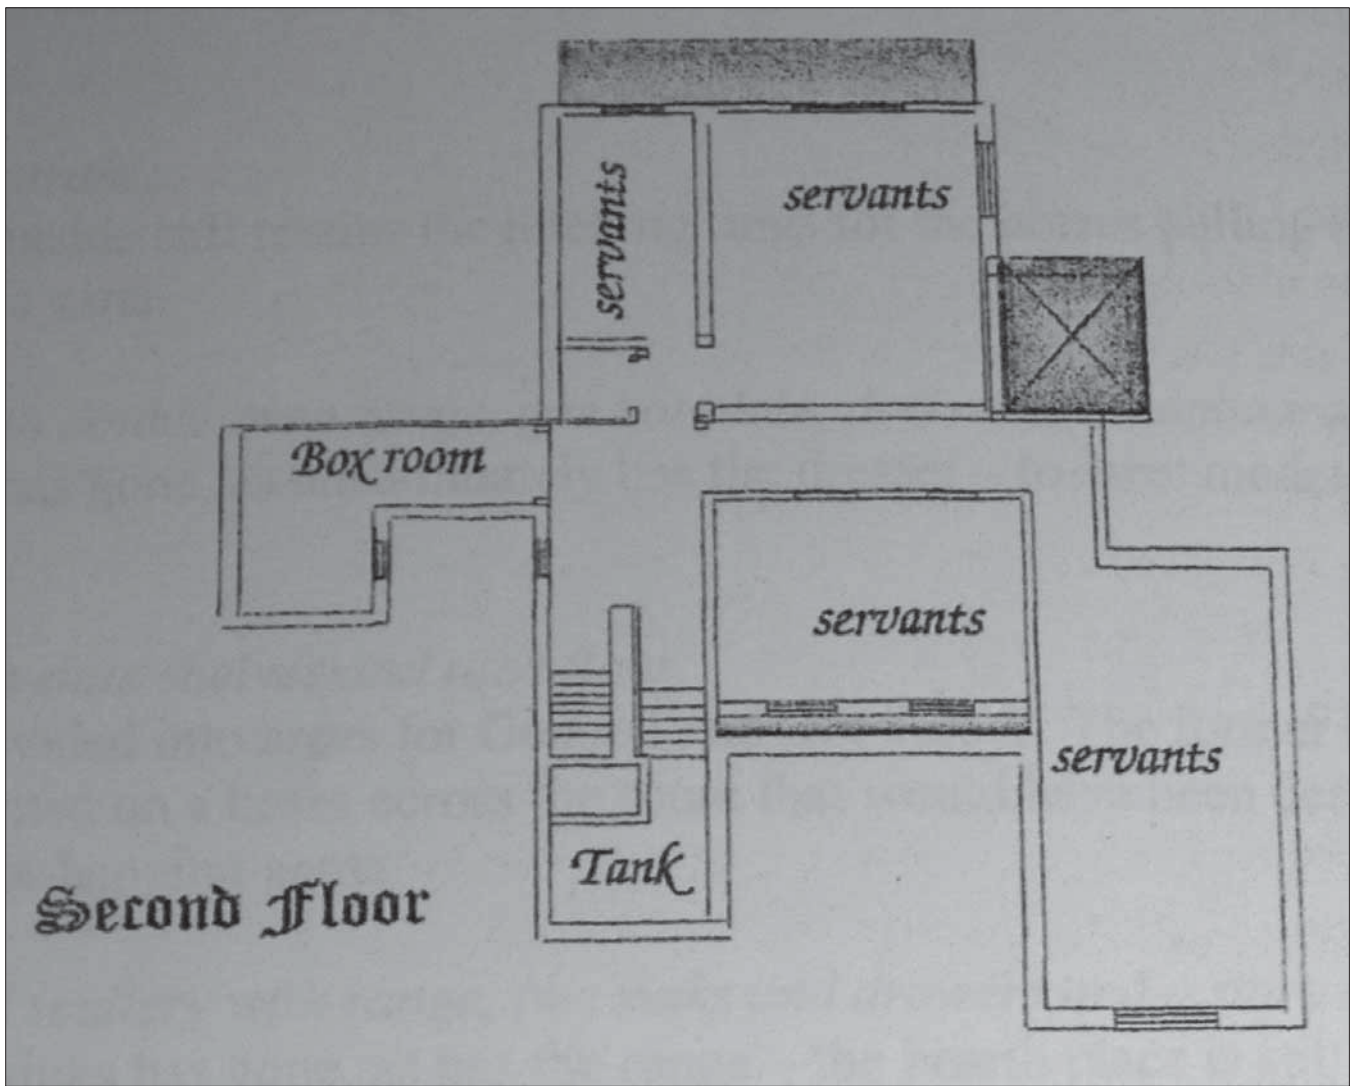 servants
servants
Box room
servants
servants
Tank
Second Floor